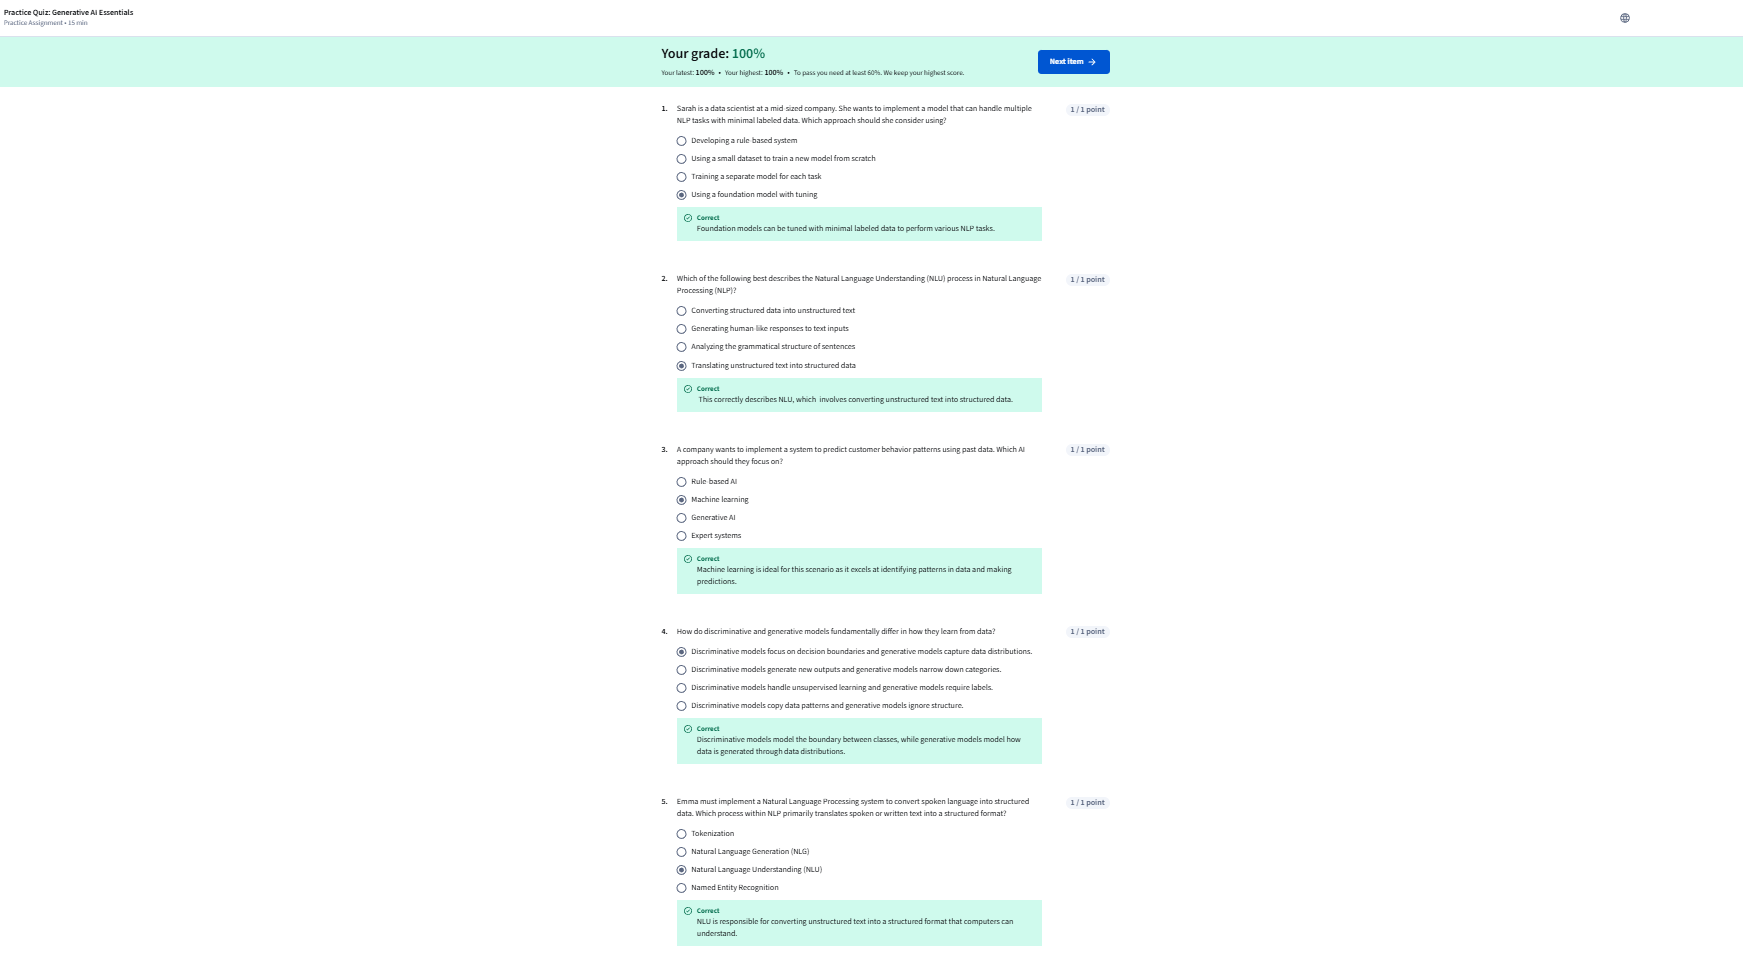 Practice Quiz: Generative AI Essentials
Practice Assignment • 15 min
Your grade: 100%
Your latest: 100% • Your highest: 100% • To pass you need at least 60%. We keep your highest score.
Next item →
1. Sarah is a data scientist at a mid-sized company. She wants to implement a model that can handle multiple
NLP tasks with minimal labeled data. Which approach should she consider using?
1 / 1 point
Developing a rule-based system
Using a small dataset to train a new model from scratch
Training a separate model for each task
Using a foundation model with tuning
Correct
Foundation models can be tuned with minimal labeled data to perform various NLP tasks.
2. Which of the following best describes the Natural Language Understanding (NLU) process in Natural Language
Processing (NLP)?
1 / 1 point
Converting structured data into unstructured text
Generating human-like responses to text inputs
Analyzing the grammatical structure of sentences
Translating unstructured text into structured data
Correct
This correctly describes NLU, which involves converting unstructured text into structured data.
3. A company wants to implement a system to predict customer behavior patterns using past data. Which AI
approach should they focus on?
1 / 1 point
Rule-based AI
Machine learning
Generative AI
Expert systems
Correct
Machine learning is ideal for this scenario as it excels at identifying patterns in data and making
predictions.
4. How do discriminative and generative models fundamentally differ in how they learn from data?
1 / 1 point
Discriminative models focus on decision boundaries and generative models capture data distributions.
Discriminative models generate new outputs and generative models narrow down categories.
Discriminative models handle unsupervised learning and generative models require labels.
Discriminative models copy data patterns and generative models ignore structure.
Correct
Discriminative models model the boundary between classes, while generative models model how
data is generated through data distributions.
5. Emma must implement a Natural Language Processing system to convert spoken language into structured
data. Which process within NLP primarily translates spoken or written text into a structured format?
1 / 1 point
Tokenization
Natural Language Generation (NLG)
Natural Language Understanding (NLU)
Named Entity Recognition
Correct
NLU is responsible for converting unstructured text into a structured format that computers can
understand.